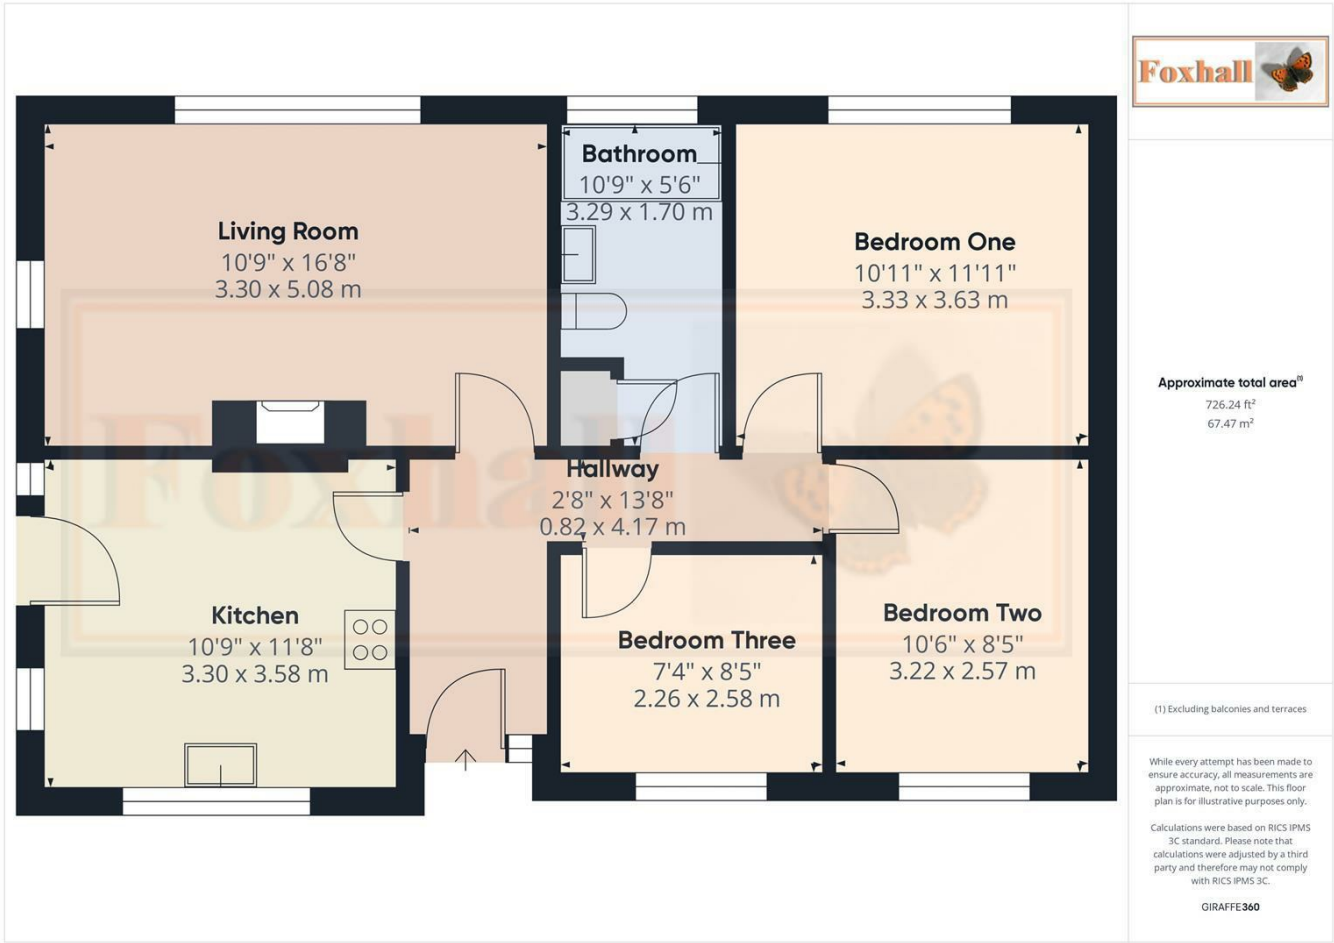 Foxhall
Bathroom
10'9" x 5'6"
3.29 x 1.70 m
Living Room
10'9" x 16'8"
3.30 x 5.08 m
Bedroom One
10'11" x 11'11"
3.33 x 3.63 m
Foxhall
Hallway
2'8" x 13'8"
0.82 x 4.17 m
Kitchen
10'9" x 11'8"
3.30 x 3.58 m
Bedroom Three
7'4" x 8'5"
2.26 x 2.58 m
Bedroom Two
10'6" x 8'5"
3.22 x 2.57 m
Approximate total area⁽¹⁾
726.24 ft²
67.47 m²
(1) Excluding balconies and terraces
While every attempt has been made to
ensure accuracy, all measurements are
approximate, not to scale. This floor
plan is for illustrative purposes only.
Calculations were based on RICS IPMS
3C standard. Please note that
calculations were adjusted by a third
party and therefore may not comply
with RICS IPMS 3C.
GIRAFFE360